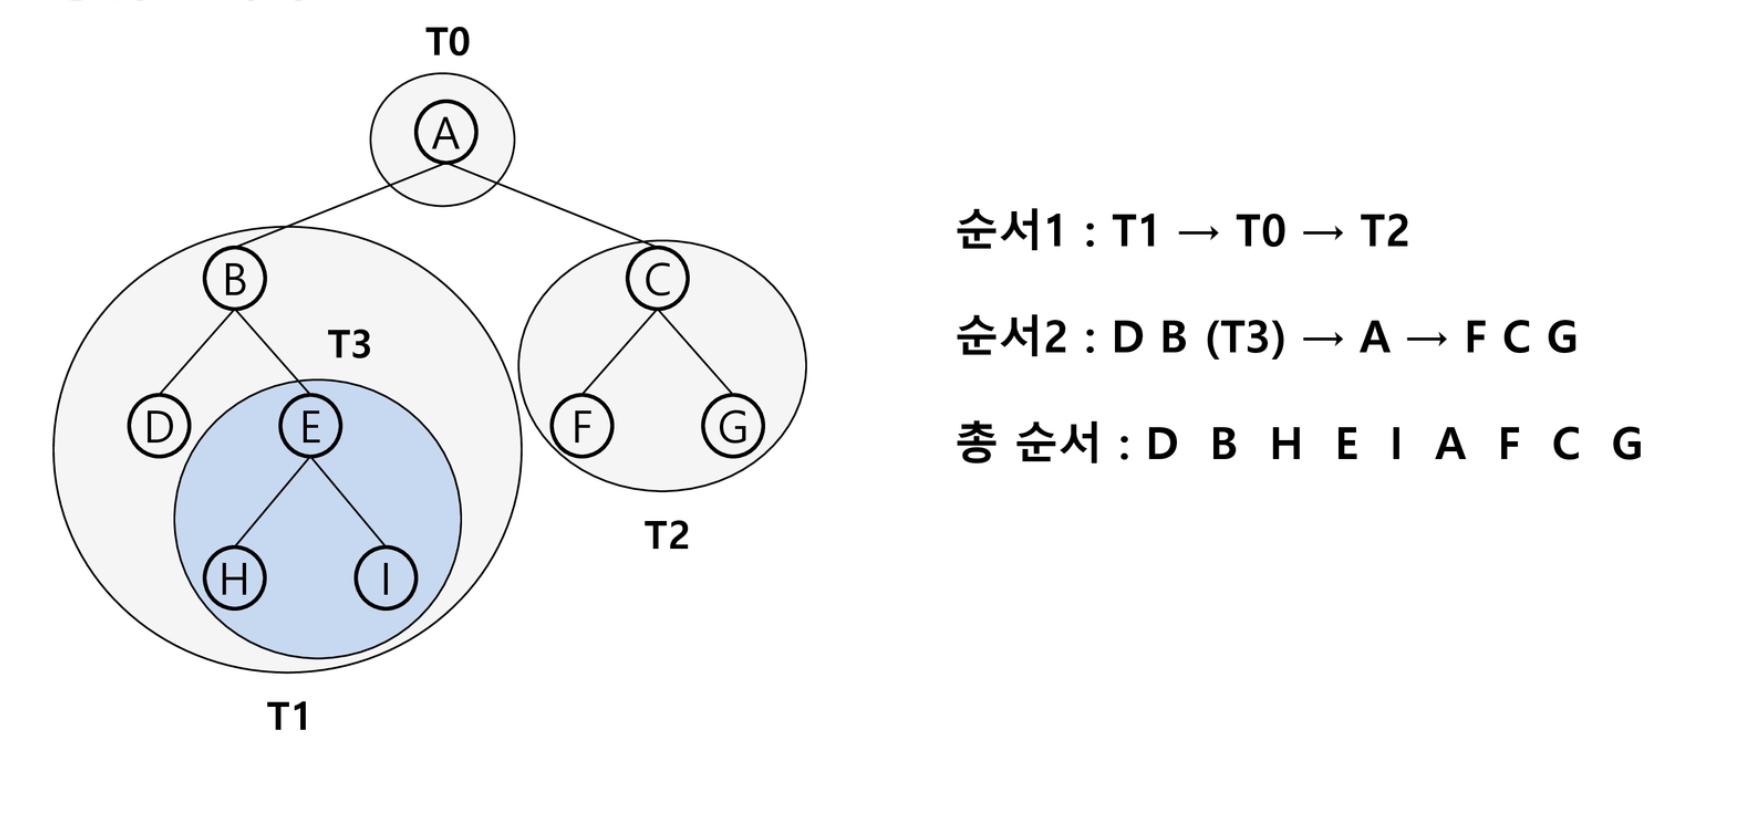 T0
A
B
C
T3
D
E
F
G
H
I
T2
T1
순서1 : T1 → T0 → T2
순서2 : D B (T3) → A → F C G
총 순서 : D B H E I A F C G